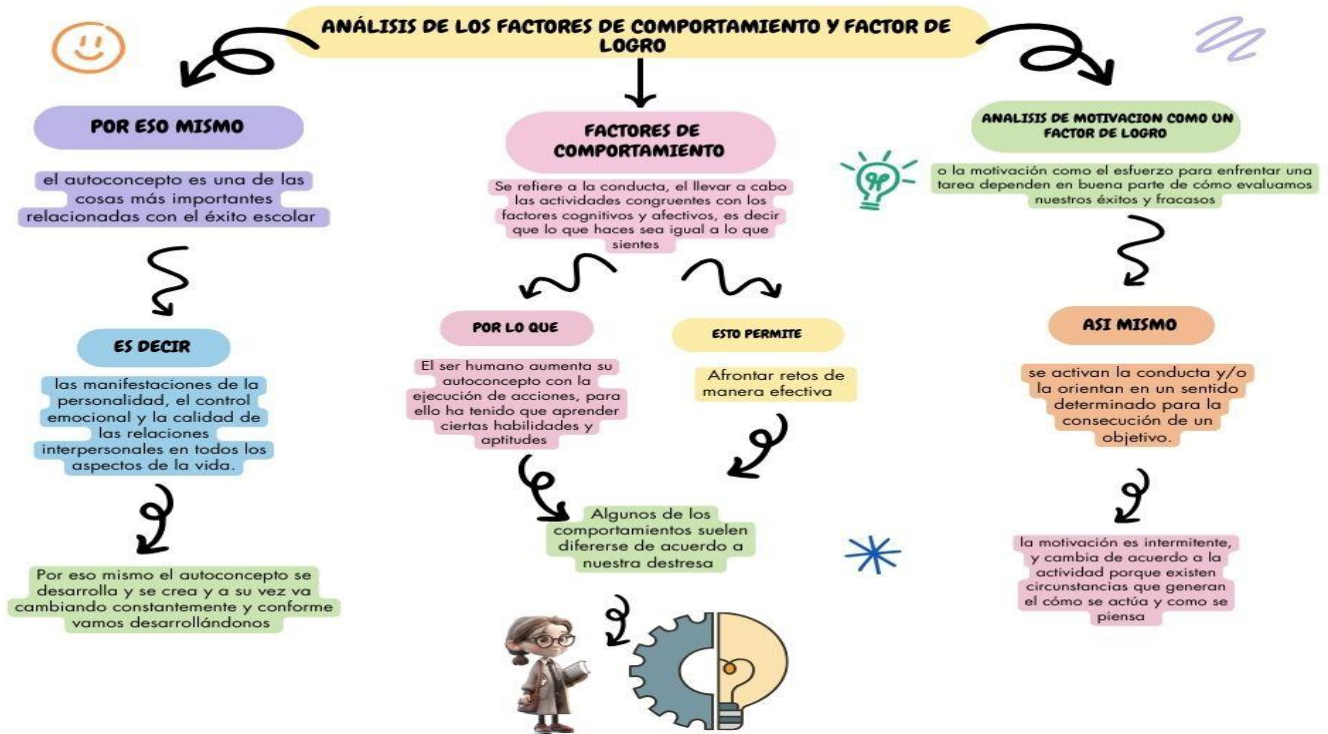 ANÁLISIS DE LOS FACTORES DE COMPORTAMIENTO Y FACTOR DE
LOGRO
POR ESO MISMO
el autoconcepto es una de las
cosas más importantes
relacionadas con el éxito escolar
ES DECIR
las manifestaciones de la
personalidad, el control
emocional y la calidad de
las relaciones
interpersonales en todos los
aspectos de la vida.
Por eso mismo el autoconcepto se
desarrolla y se crea y a su vez va
cambiando constantemente y conforme
vamos desarrollándonos
FACTORES DE
COMPORTAMIENTO
Se refiere a la conducta, el llevar a cabo
las actividades congruentes con los
factores cognitivos y afectivos, es decir
que lo que haces sea igual a lo que
sientes
POR LO QUE
El ser humano aumenta su
autoconcepto con la
ejecución de acciones, para
ello ha tenido que aprender
ciertas habilidades y
aptitudes
ESTO PERMITE
Afrontar retos de
manera efectiva
Algunos de los
comportamientos suelen
difererse de acuerdo a
nuestra destresa
ANALISIS DE MOTIVACION COMO UN
FACTOR DE LOGRO
o la motivación como el esfuerzo para enfrentar una
tarea dependen en buena parte de cómo evaluamos
nuestros éxitos y fracasos
ASI MISMO
se activan la conducta y/o
la orientan en un sentido
determinado para la
consecución de un
objetivo.
la motivación es intermitente,
y cambia de acuerdo a la
actividad porque existen
circunstancias que generan
el cómo se actúa y como se
piensa